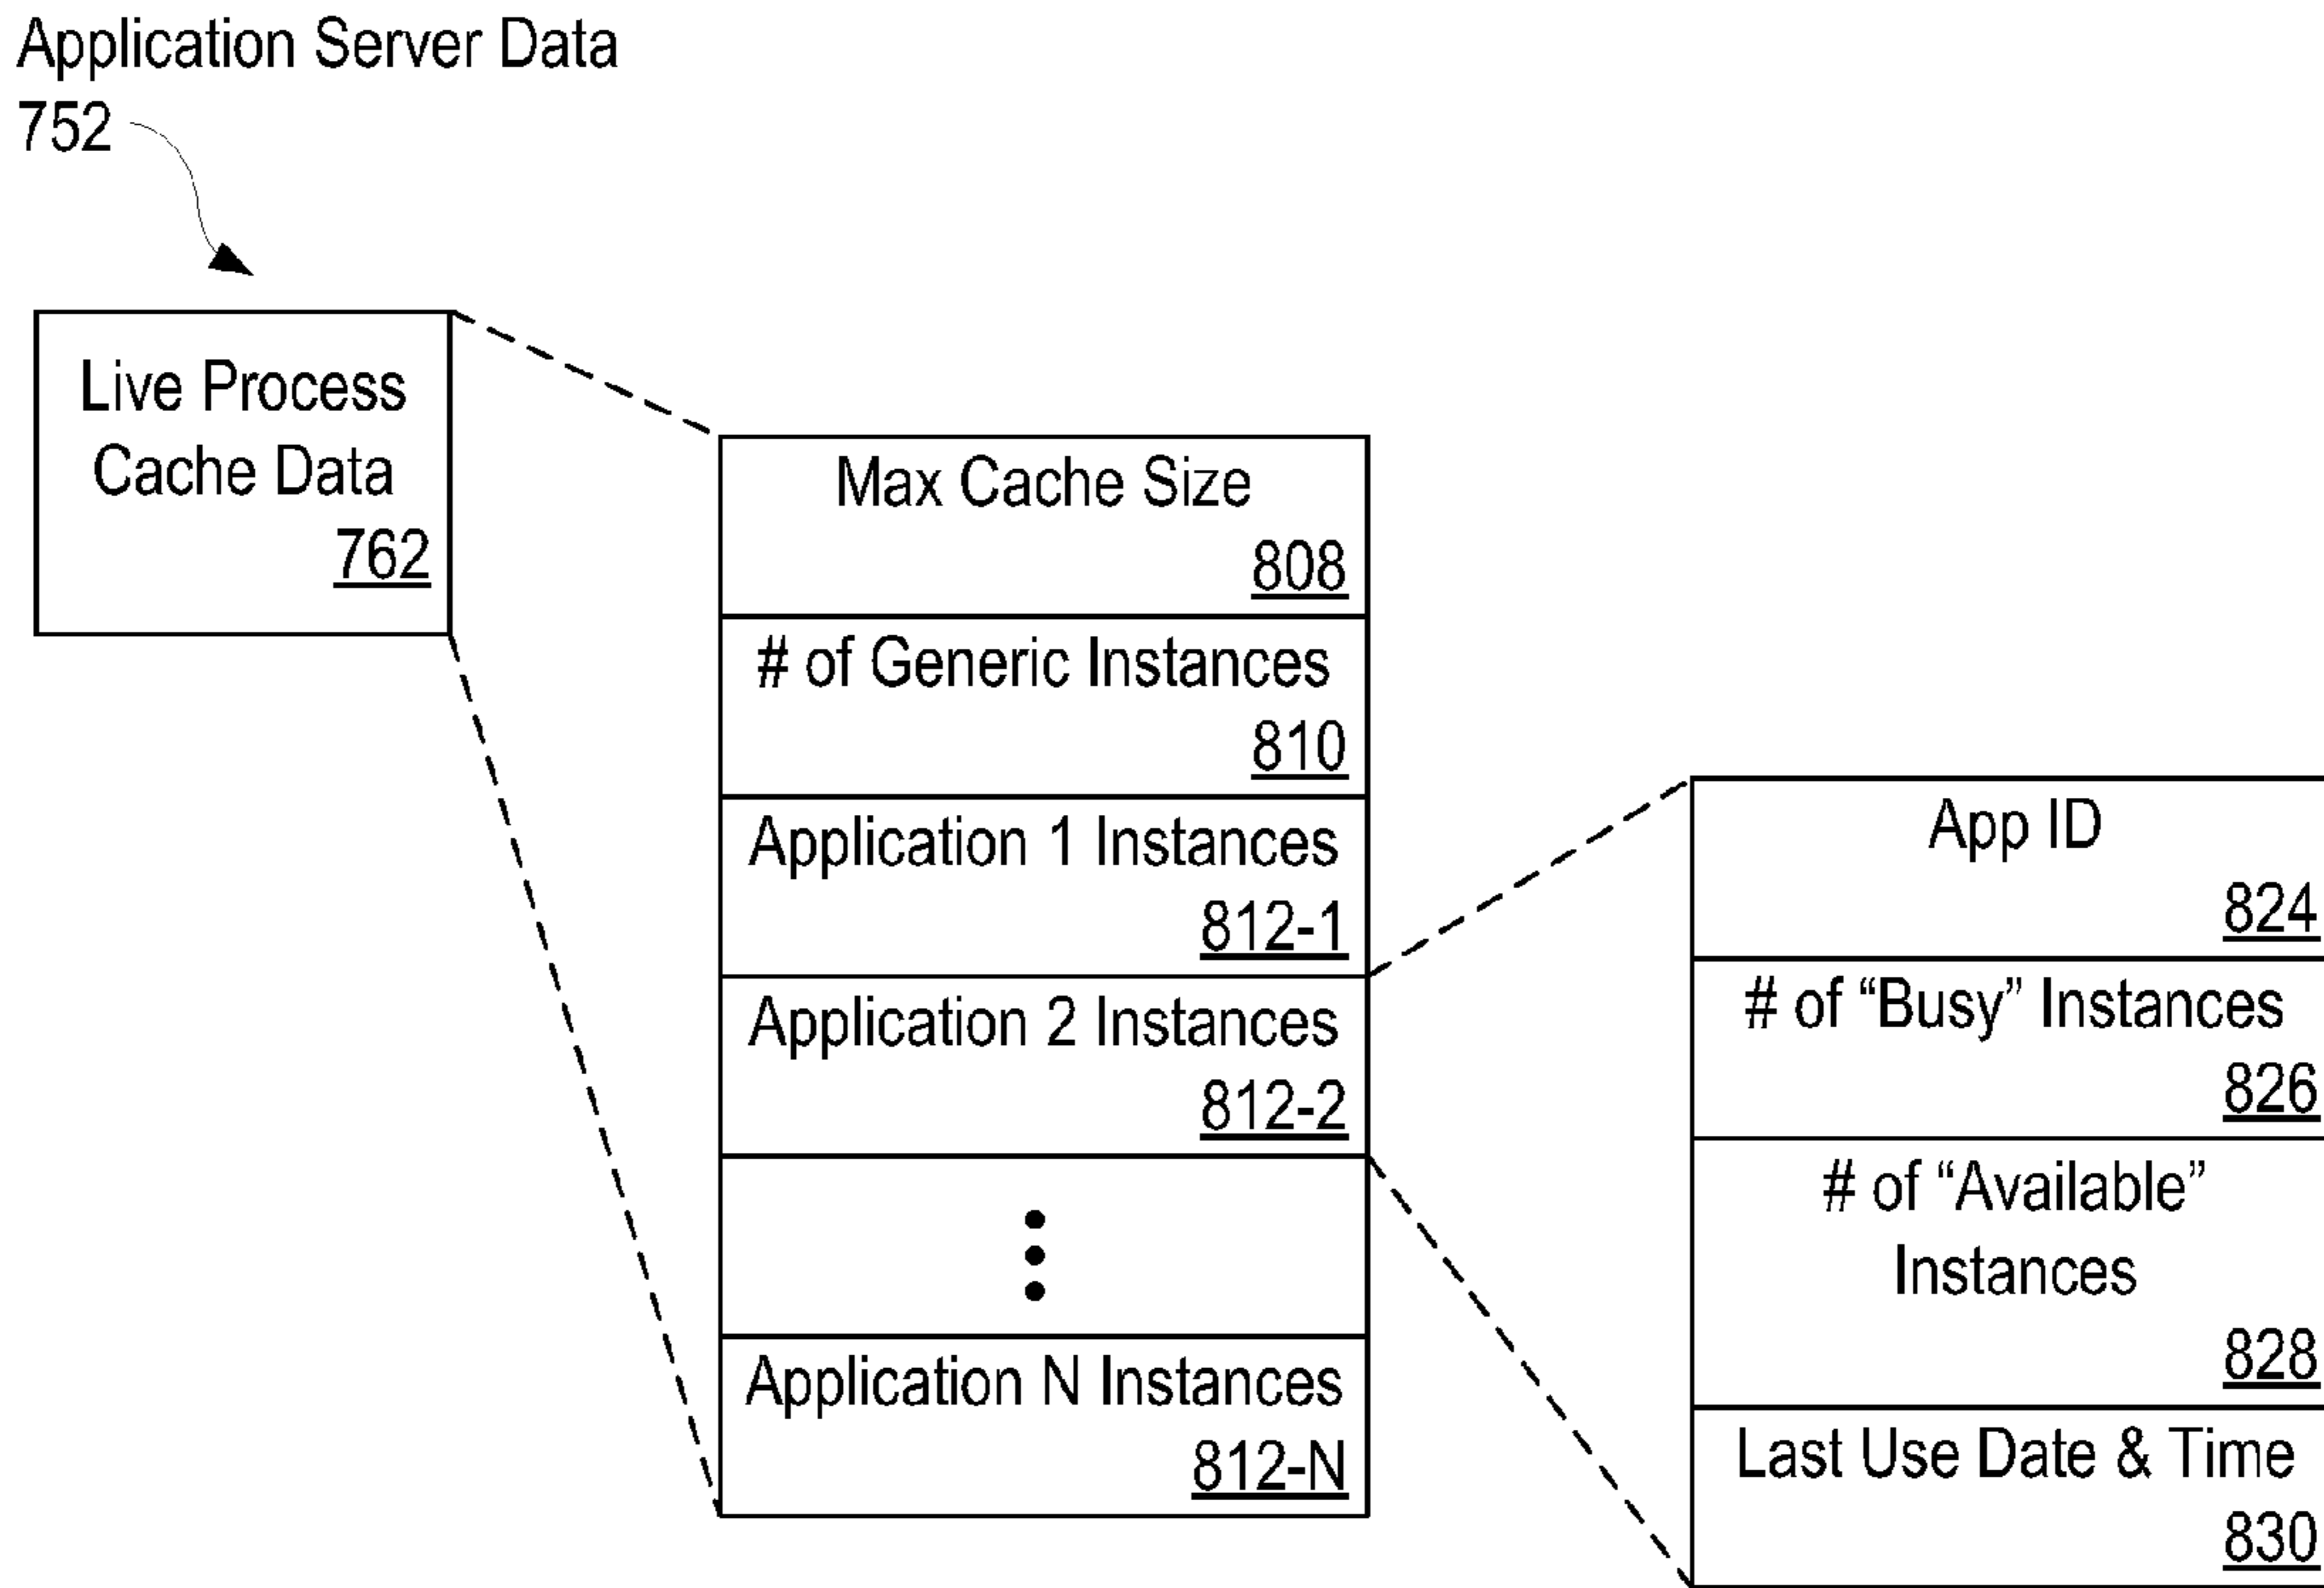 Application Server Data
752
Live Process
Cache Data
762
Max Cache Size
808
# of Generic Instances
810
Application 1 Instances
812-1
Application 2 Instances
812-2
Application N Instances
812-N
App ID
824
# of “Busy” Instances
826
# of “Available”
Instances
828
Last Use Date & Time
830